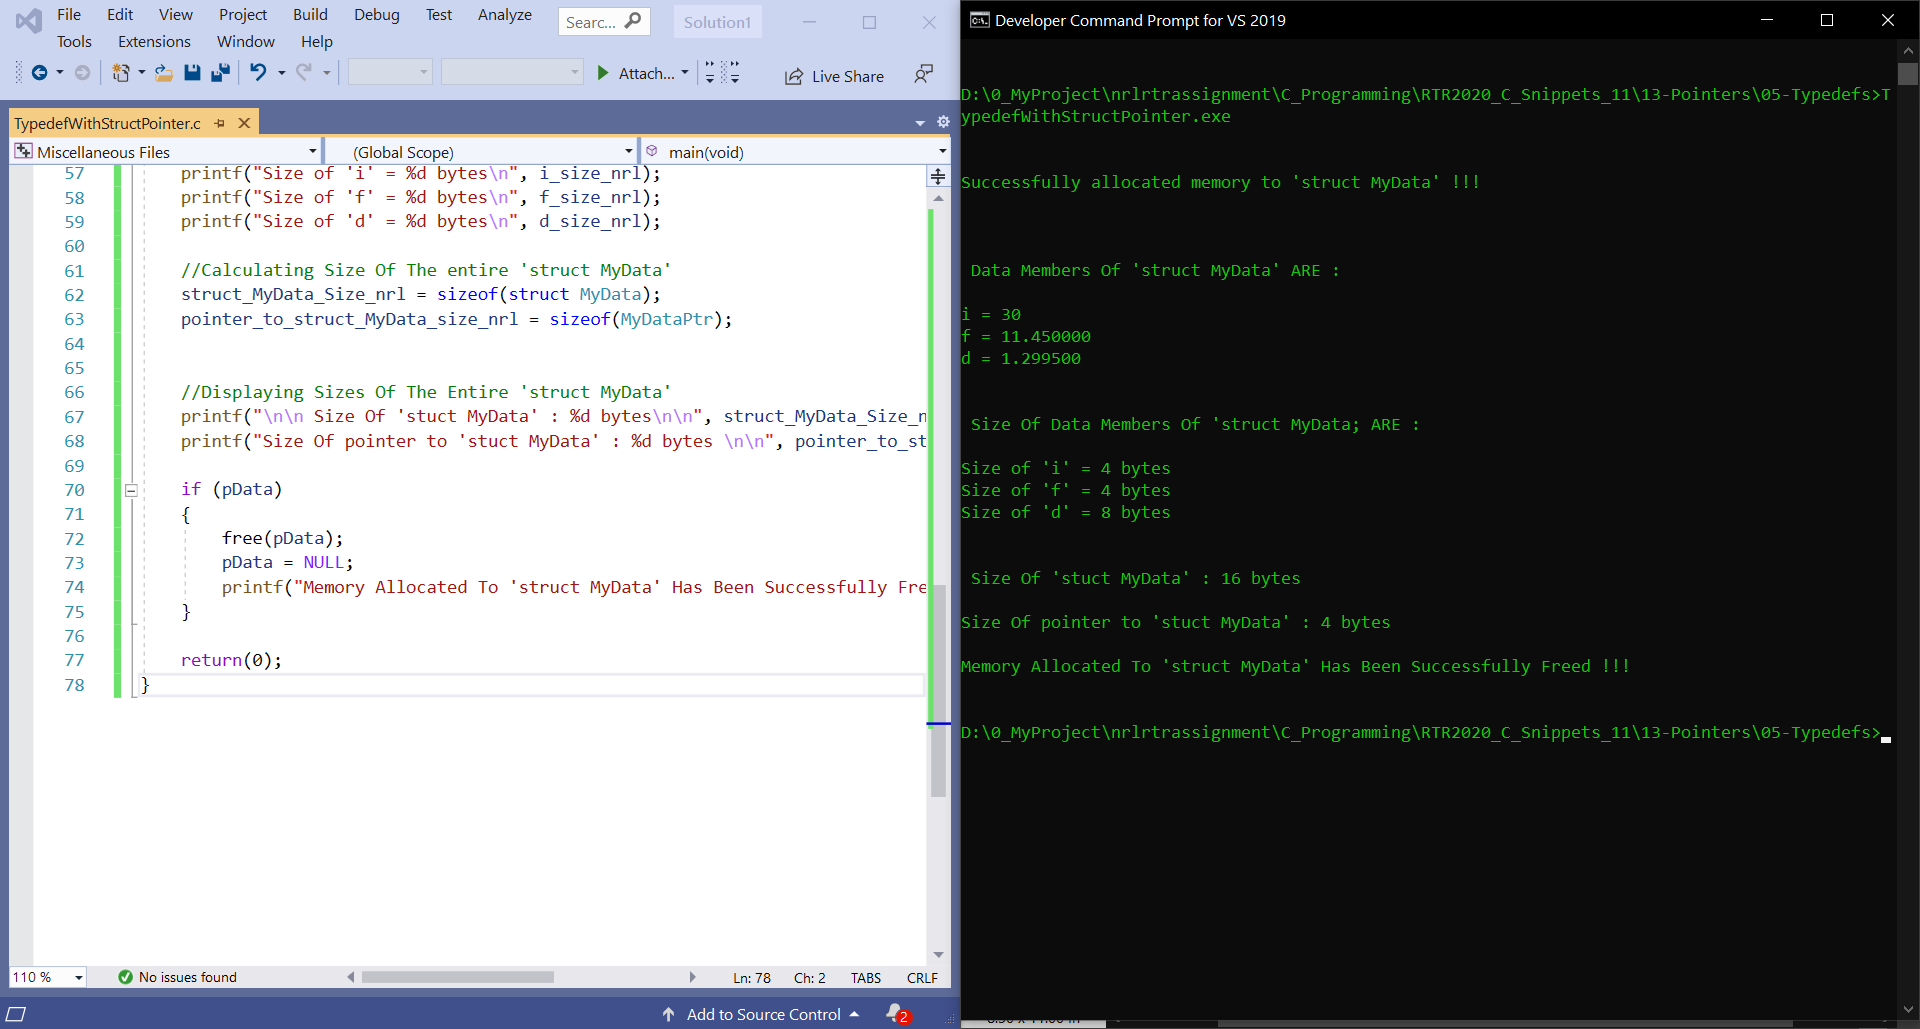 File Edit View Project Build Debug Test Analyze Searc... Solution1
Tools Extensions Window Help
Attach... Live Share
TypedefWithStructPointer.c
Miscellaneous Files (Global Scope) main(void)
57 printf("Size of 'i' = %d bytes\n", i_size_nrl);
58 printf("Size of 'f' = %d bytes\n", f_size_nrl);
59 printf("Size of 'd' = %d bytes\n", d_size_nrl);
60
61 //Calculating Size Of The entire 'struct MyData'
62 struct_MyData_Size_nrl = sizeof(struct MyData);
63 pointer_to_struct_MyData_size_nrl = sizeof(MyDataPtr);
64
65
66 //Displaying Sizes Of The Entire 'struct MyData'
67 printf("\n\n Size Of 'stuct MyData' : %d bytes\n\n", struct_MyData_Size_n
68 printf("Size Of pointer to 'stuct MyData' : %d bytes \n\n", pointer_to_st
69
70 if (pData)
71 {
72 free(pData);
73 pData = NULL;
74 printf("Memory Allocated To 'struct MyData' Has Been Successfully Fre
75 }
76
77 return(0);
78 }
110 % No issues found Ln: 78 Ch: 2 TABS CRLF
Add to Source Control 2
Developer Command Prompt for VS 2019
D:\0_MyProject\nrlrtrassignment\C_Programming\RTR2020_C_Snippets_11\13-Pointers\05-Typedefs>T
ypedefWithStructPointer.exe
Successfully allocated memory to 'struct MyData' !!!
Data Members Of 'struct MyData' ARE :
i = 30
f = 11.450000
d = 1.299500
Size Of Data Members Of 'struct MyData; ARE :
Size of 'i' = 4 bytes
Size of 'f' = 4 bytes
Size of 'd' = 8 bytes
Size Of 'stuct MyData' : 16 bytes
Size Of pointer to 'stuct MyData' : 4 bytes
Memory Allocated To 'struct MyData' Has Been Successfully Freed !!!
D:\0_MyProject\nrlrtrassignment\C_Programming\RTR2020_C_Snippets_11\13-Pointers\05-Typedefs>